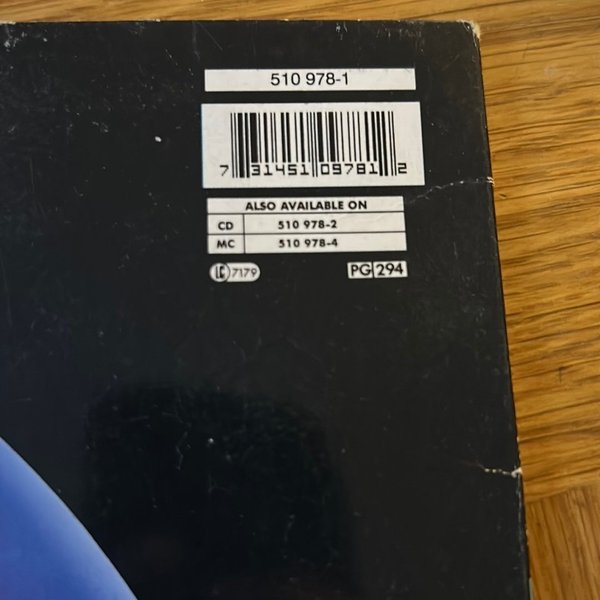 510 978-1
7 31451 09781 2
ALSO AVAILABLE ON
CD 510 978-2
MC 510 978-4
LC 7179 PG 294